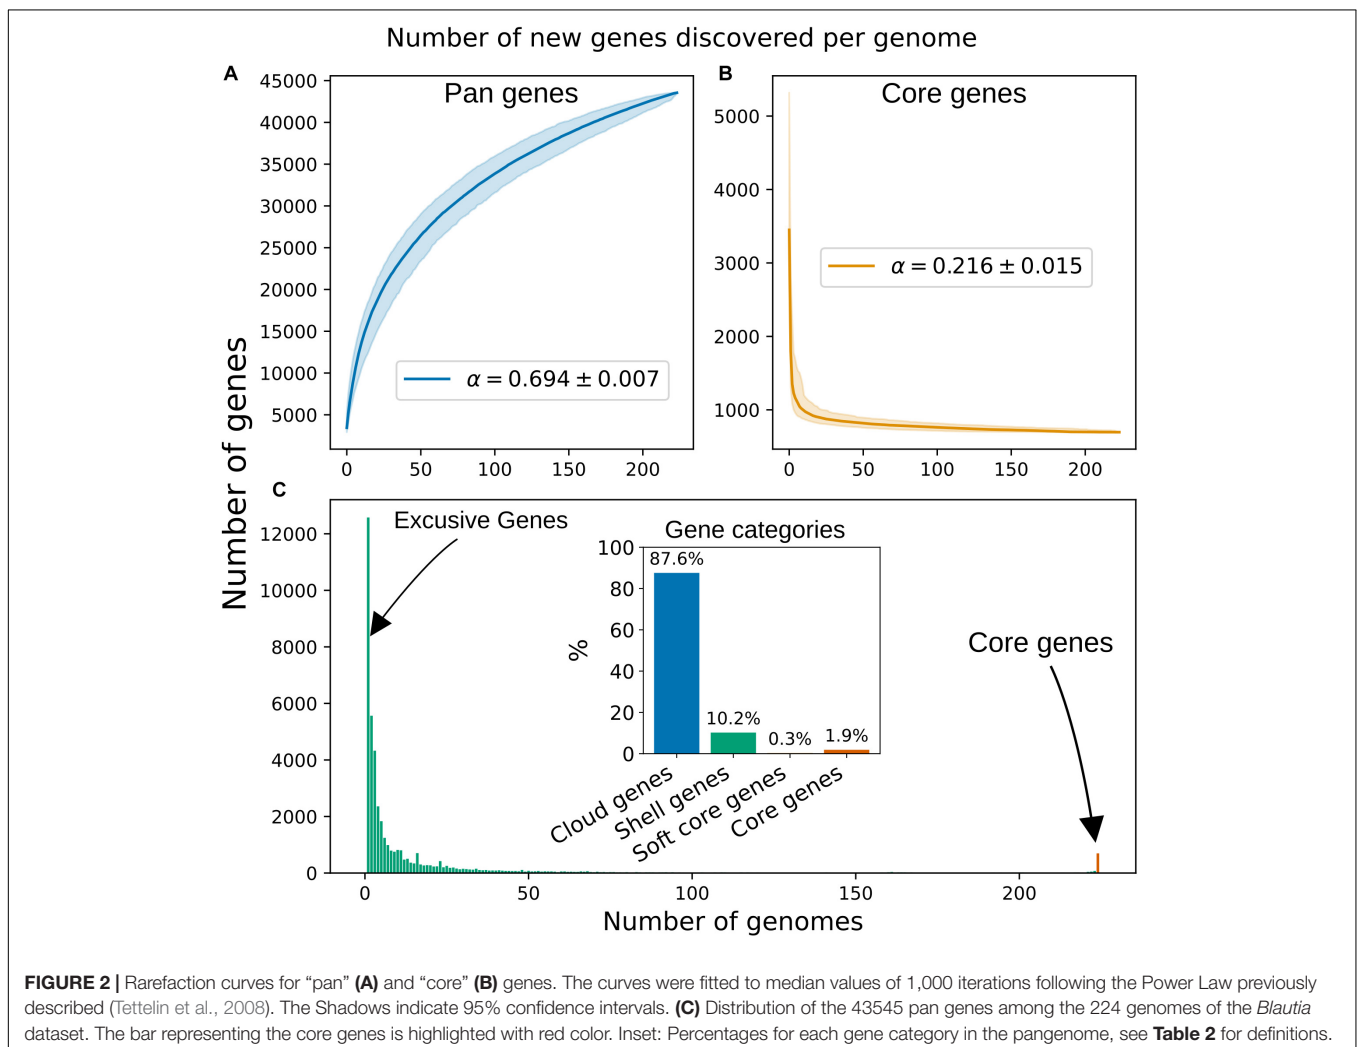 Number of new genes discovered per genome
A
B
Pan genes
Core genes
45000
40000
35000
30000
25000
20000
15000
10000
5000
α = 0.694 ± 0.007
0 50 100 150 200
5000
4000
3000
2000
1000
α = 0.216 ± 0.015
0 50 100 150 200
Number of genes
C
12000
10000
8000
6000
4000
2000
0
Excusive Genes
Gene categories
100
80
60
40
20
0
%
87.6%
10.2%
0.3%
1.9%
Cloud genes
Shell genes
Soft core genes
Core genes
Core genes
0 50 100 150 200
Number of genomes
FIGURE 2 | Rarefaction curves for “pan” (A) and “core” (B) genes. The curves were fitted to median values of 1,000 iterations following the Power Law previously
described (Tettelin et al., 2008). The Shadows indicate 95% confidence intervals. (C) Distribution of the 43545 pan genes among the 224 genomes of the Blautia
dataset. The bar representing the core genes is highlighted with red color. Inset: Percentages for each gene category in the pangenome, see Table 2 for definitions.